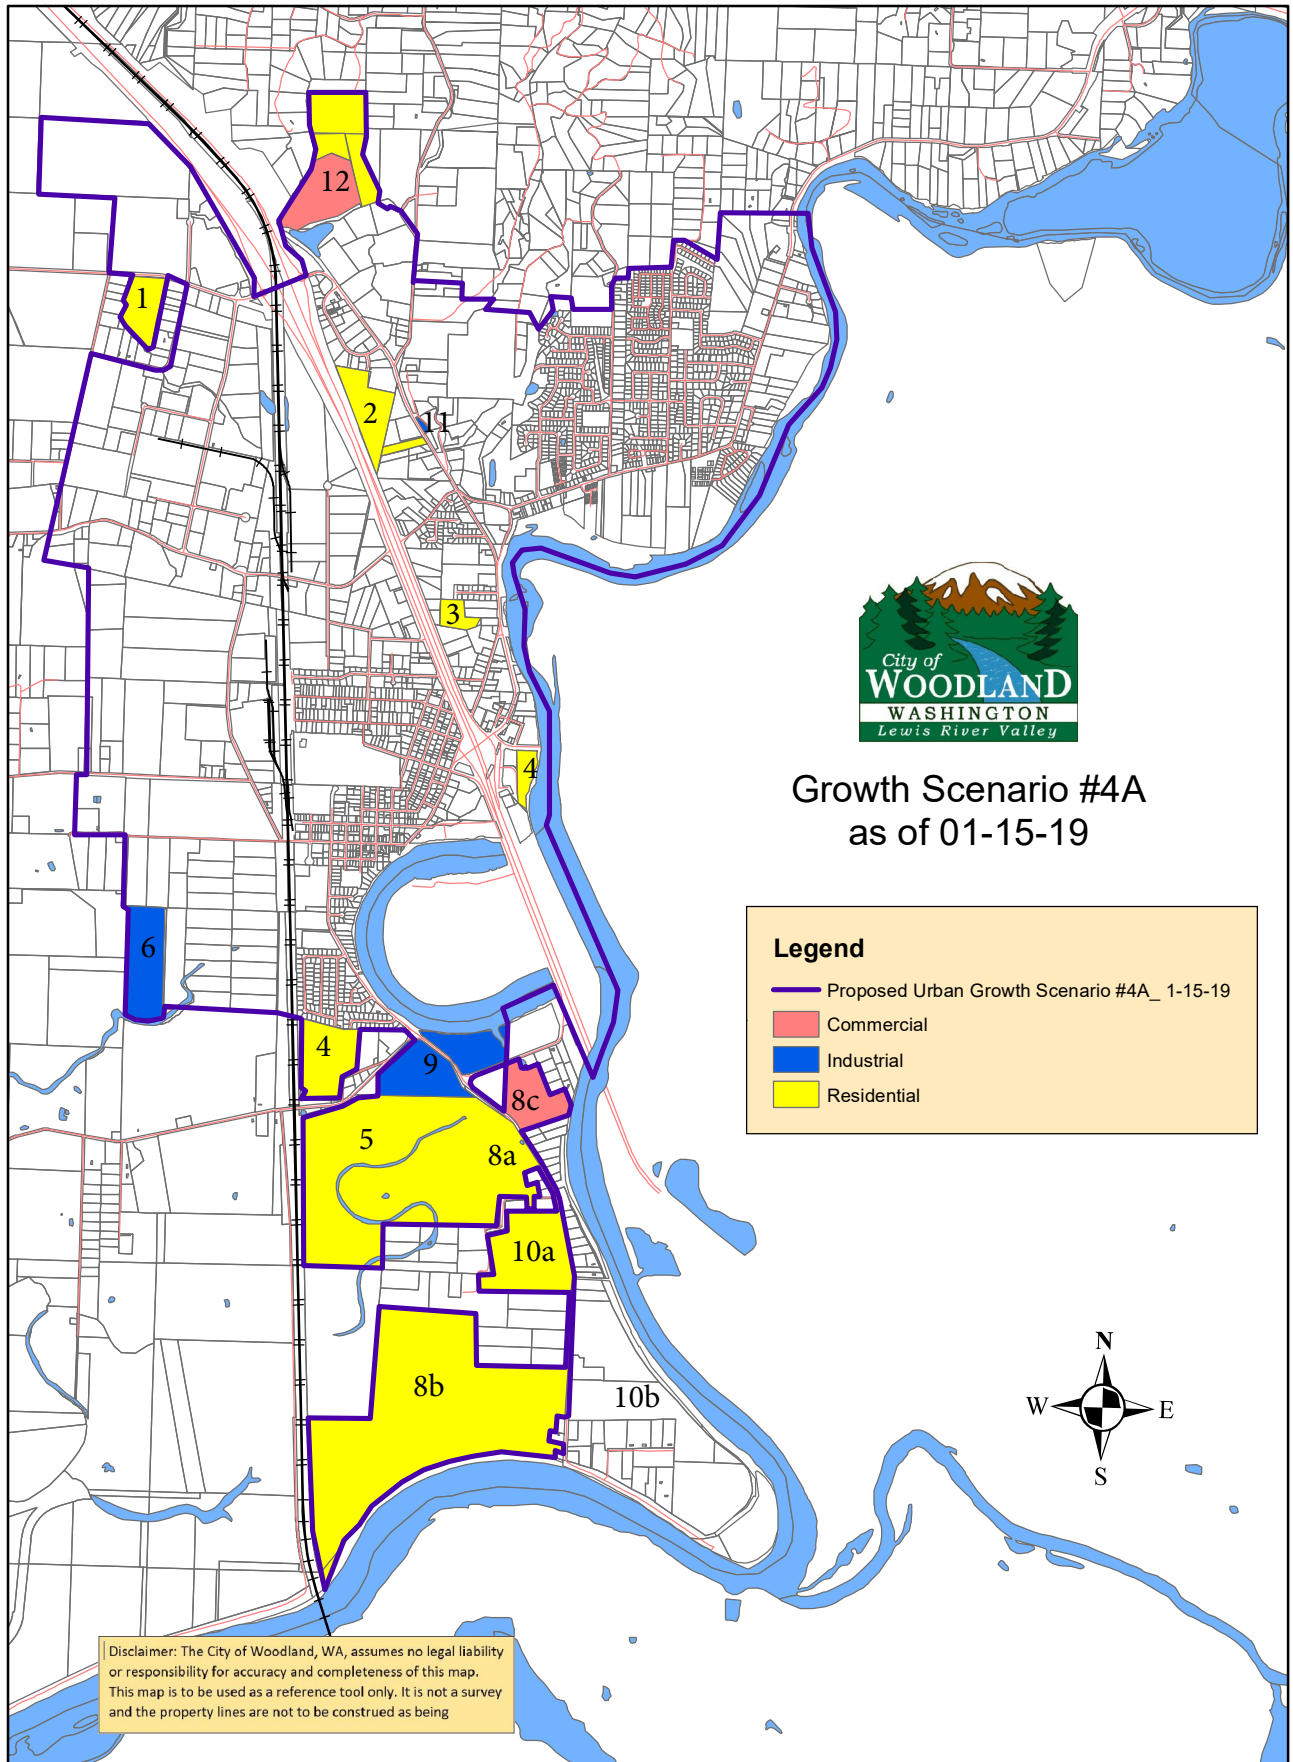 12
1
2
11
3
City of
WOODLAND
WASHINGTON
Lewis River Valley
4
Growth Scenario #4A
as of 01-15-19
Legend
Proposed Urban Growth Scenario #4A_ 1-15-19
Commercial
Industrial
Residential
6
4
9
8c
5
8a
10a
8b
10b
N
W
E
S
Disclaimer: The City of Woodland, WA, assumes no legal liability
or responsibility for accuracy and completeness of this map.
This map is to be used as a reference tool only. It is not a survey
and the property lines are not to be construed as being